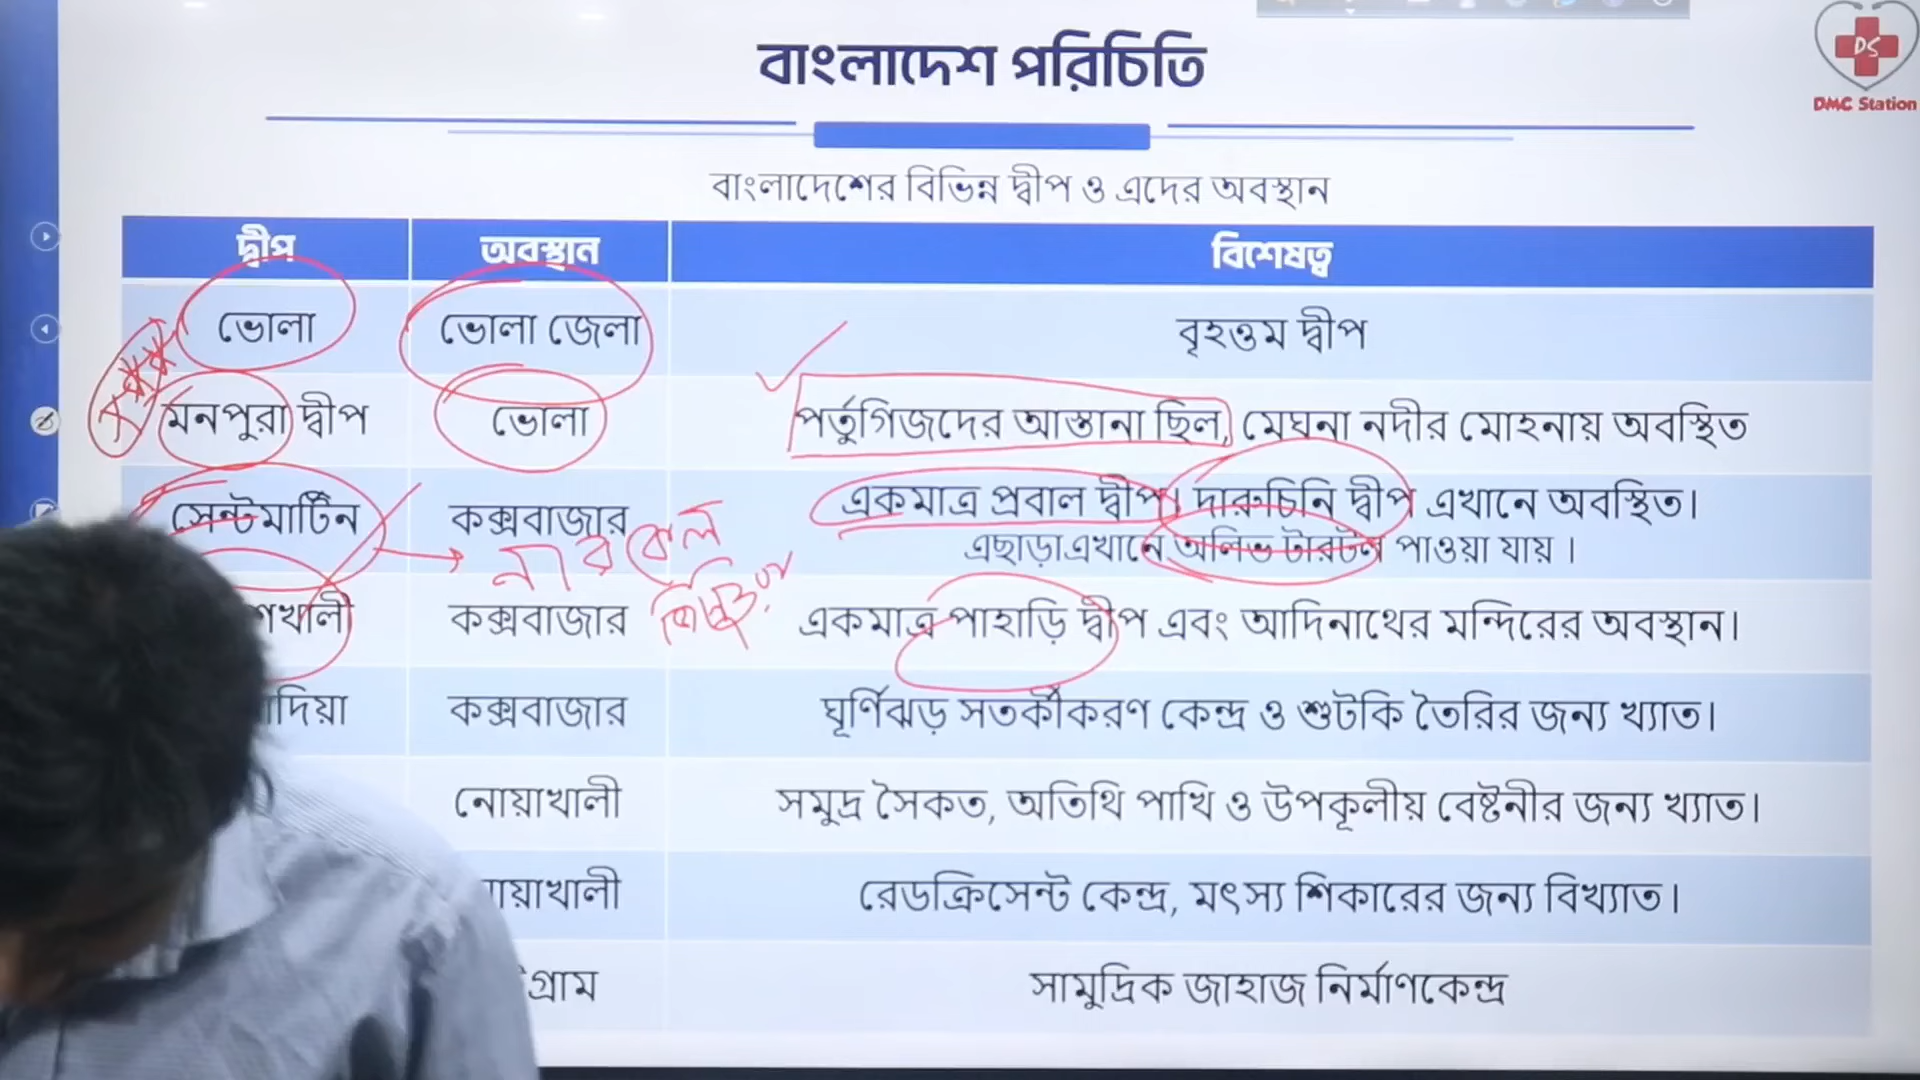 DS
DMC Station
বাংলাদেশ পরিচিতি
বাংলাদেশের বিভিন্ন দ্বীপ ও এদের অবস্থান
দ্বীপ অবস্থান বিশেষত্ব
ভোলা ভোলা জেলা বৃহত্তম দ্বীপ
মনপুরা দ্বীপ ভোলা পর্তুগিজদের আস্তানা ছিল, মেঘনা নদীর মোহনায় অবস্থিত
সেন্টমার্টিন কক্সবাজার একমাত্র প্রবাল দ্বীপ। দারুচিনি দ্বীপ এখানে অবস্থিত।
এছাড়াএখানে অলিভ টারটল পাওয়া যায় ।
নারকেল
কক্সবাজার একমাত্র পাহাড়ি দ্বীপ এবং আদিনাথের মন্দিরের অবস্থান।
কক্সবাজার ঘূর্ণিঝড় সতর্কীকরণ কেন্দ্র ও শুটকি তৈরির জন্য খ্যাত।
নোয়াখালী সমুদ্র সৈকত, অতিথি পাখি ও উপকূলীয় বেষ্টনীর জন্য খ্যাত।
রেডক্রিসেন্ট কেন্দ্র, মৎস্য শিকারের জন্য বিখ্যাত।
সামুদ্রিক জাহাজ নির্মাণকেন্দ্র